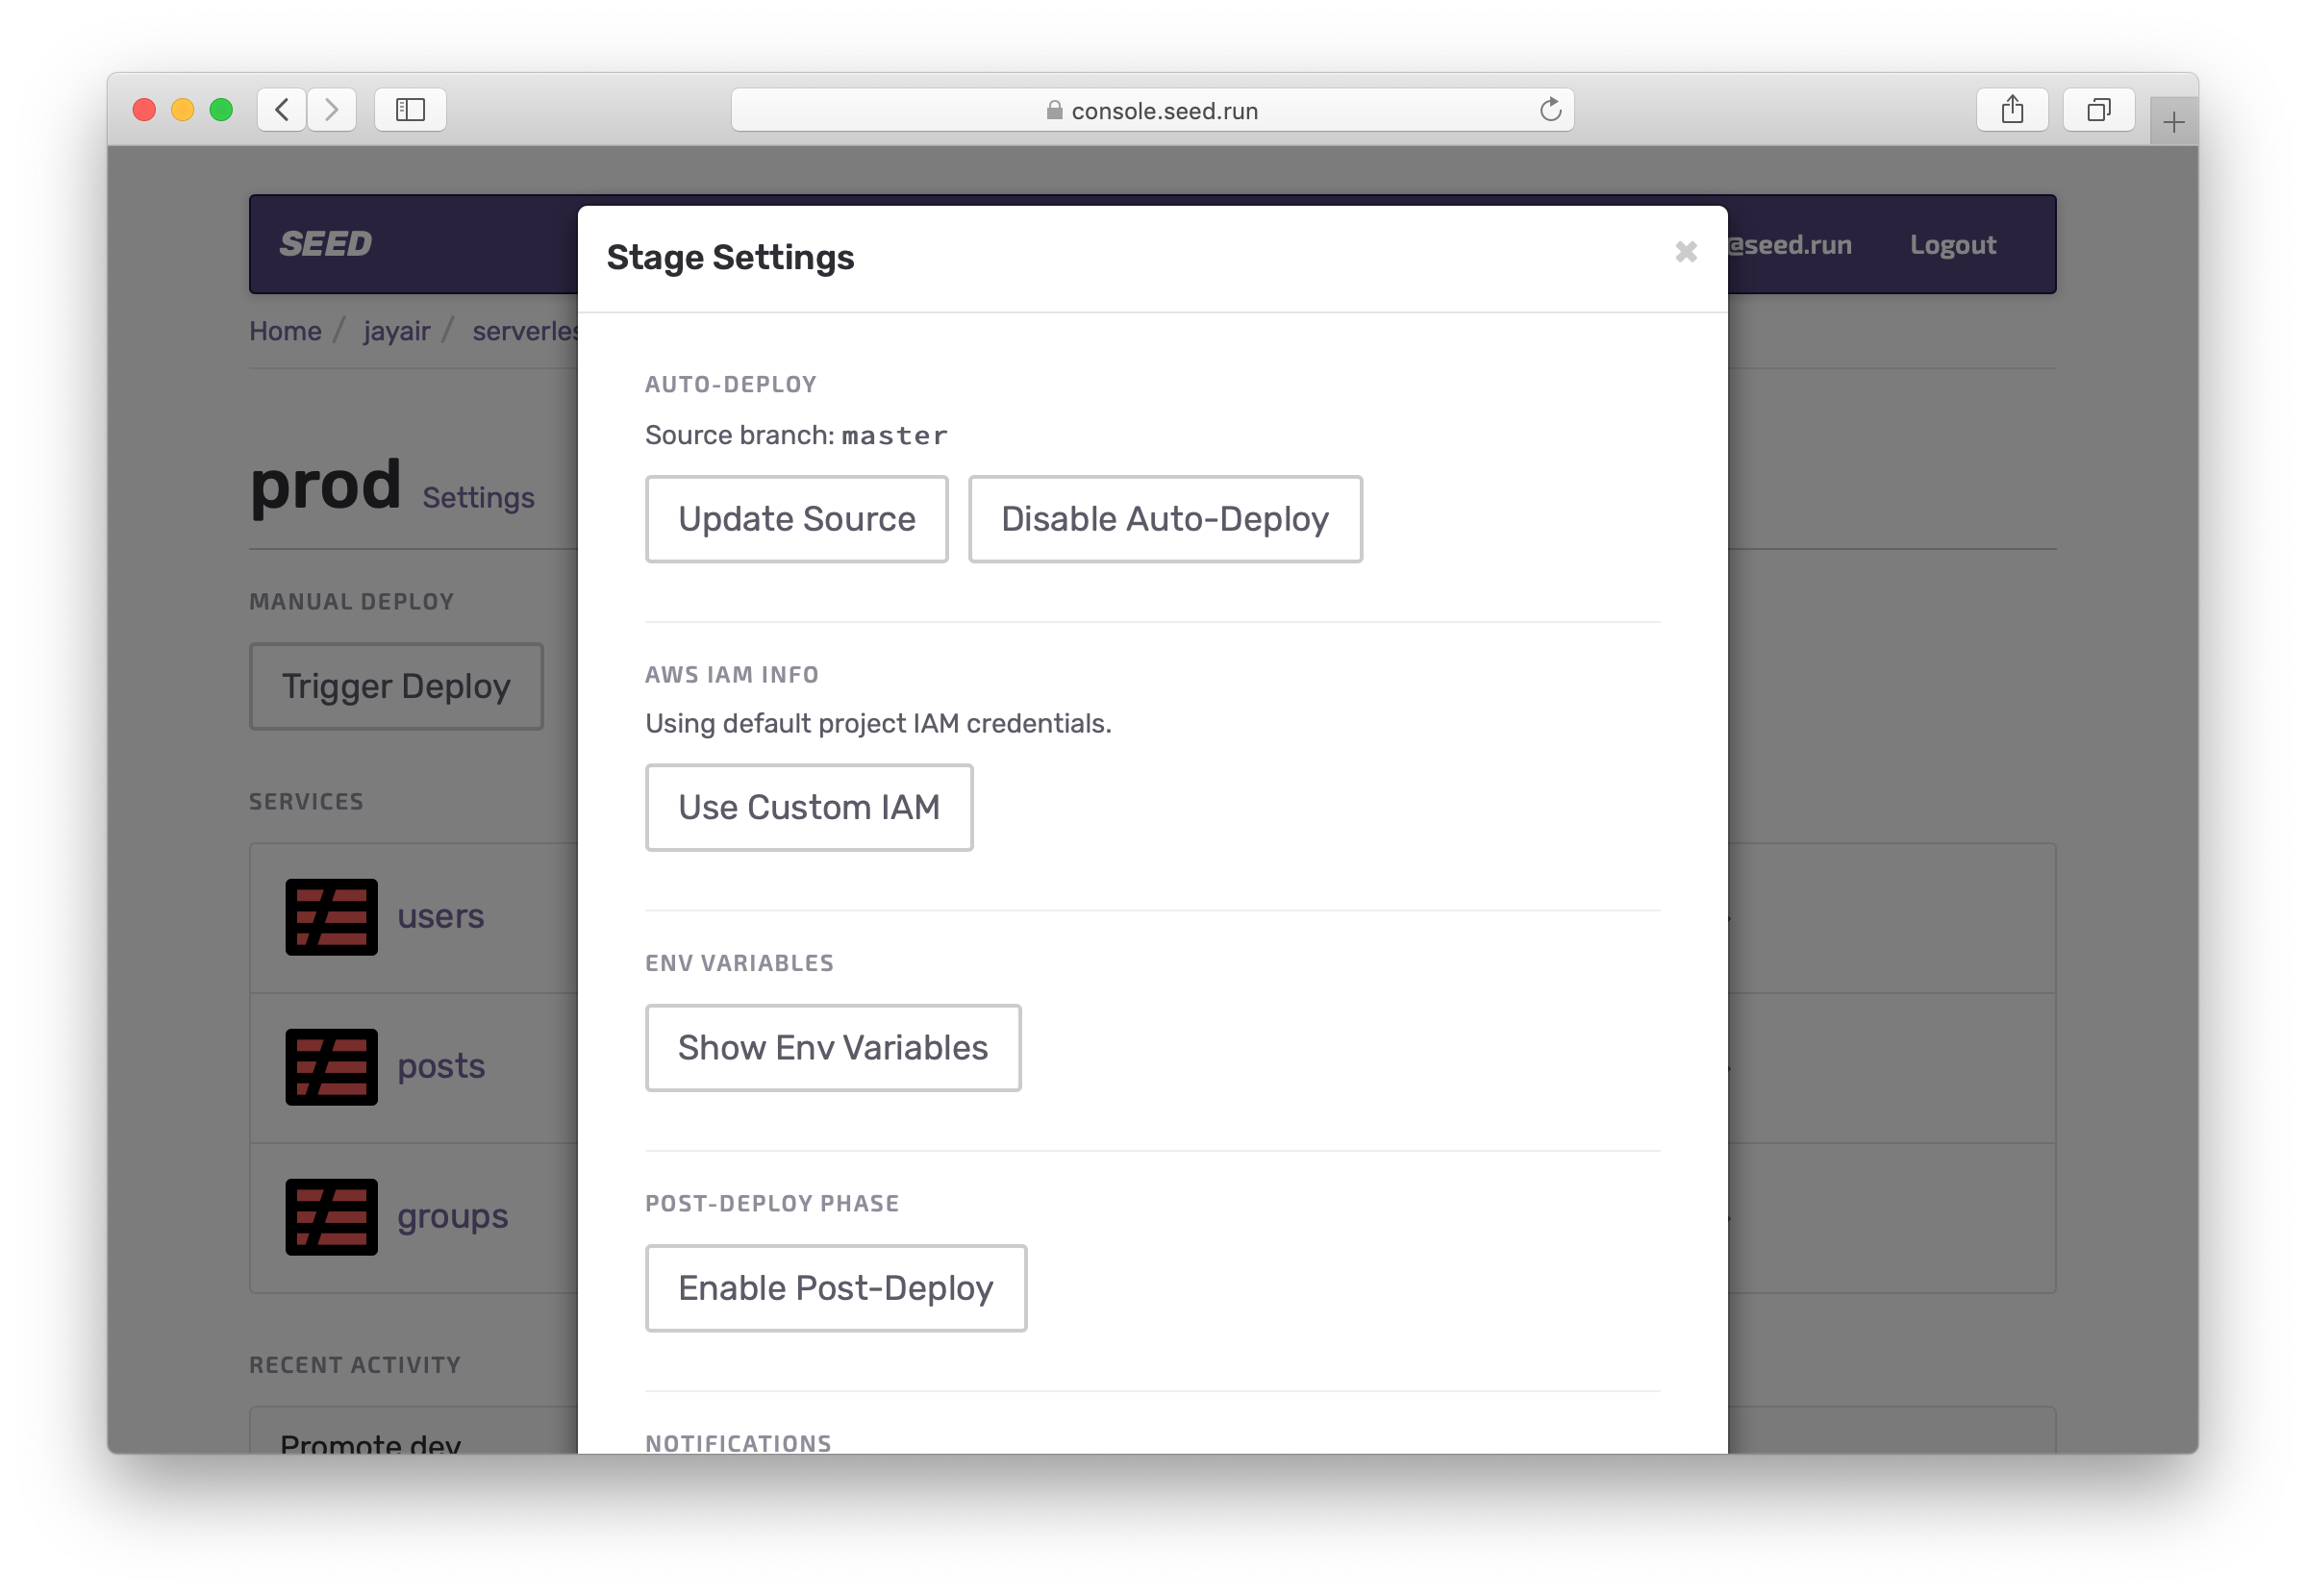 console.seed.run
SEED
@seed.run
Logout
Home / jayair / serverles
Stage Settings
AUTO-DEPLOY
Source branch: master
Update Source
Disable Auto-Deploy
AWS IAM INFO
Using default project IAM credentials.
Use Custom IAM
ENV VARIABLES
Show Env Variables
POST-DEPLOY PHASE
Enable Post-Deploy
NOTIFICATIONS
prod Settings
MANUAL DEPLOY
Trigger Deploy
SERVICES
users
posts
groups
RECENT ACTIVITY
Promote dev